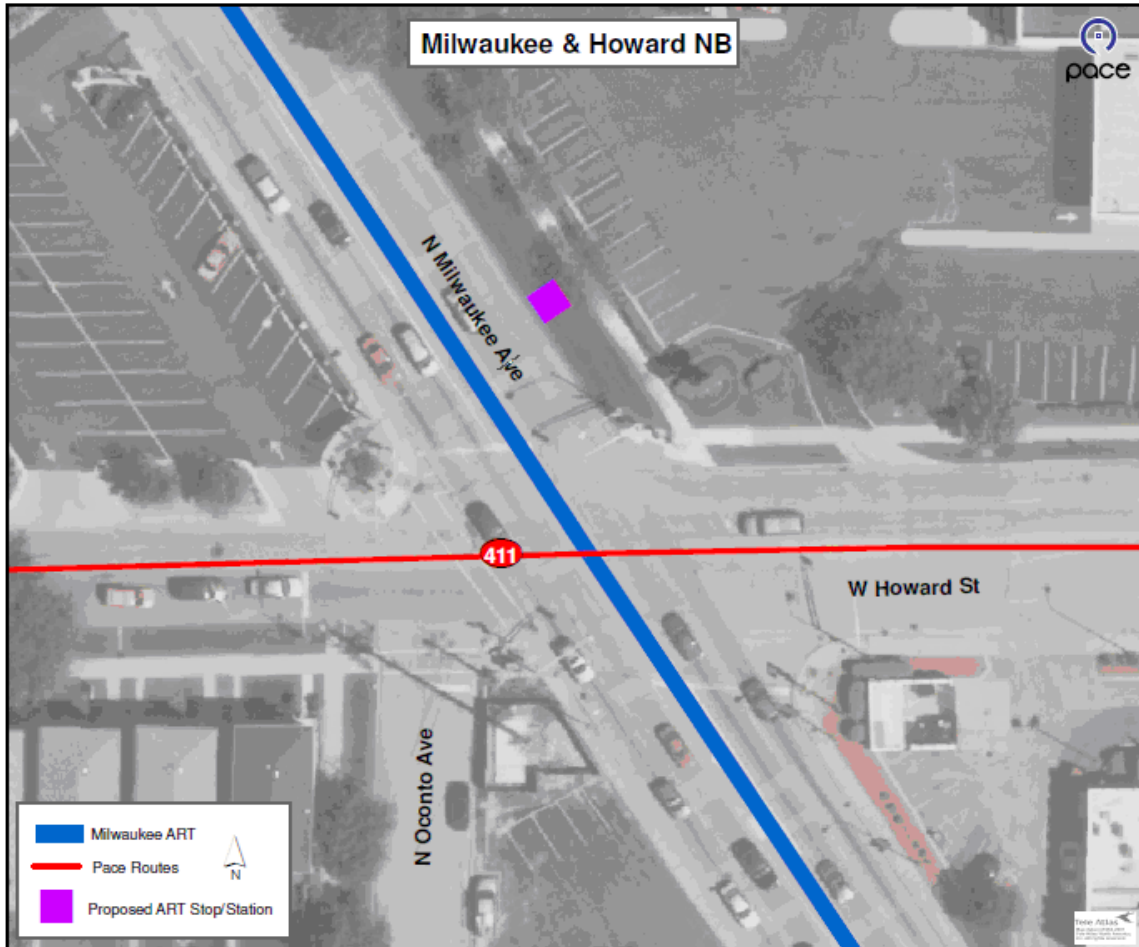 Milwaukee & Howard NB
pace
N Milwaukee Ave
411
W Howard St
N Oconto Ave
Milwaukee ART
Pace Routes
N
Proposed ART Stop/Station
Tele Atlas